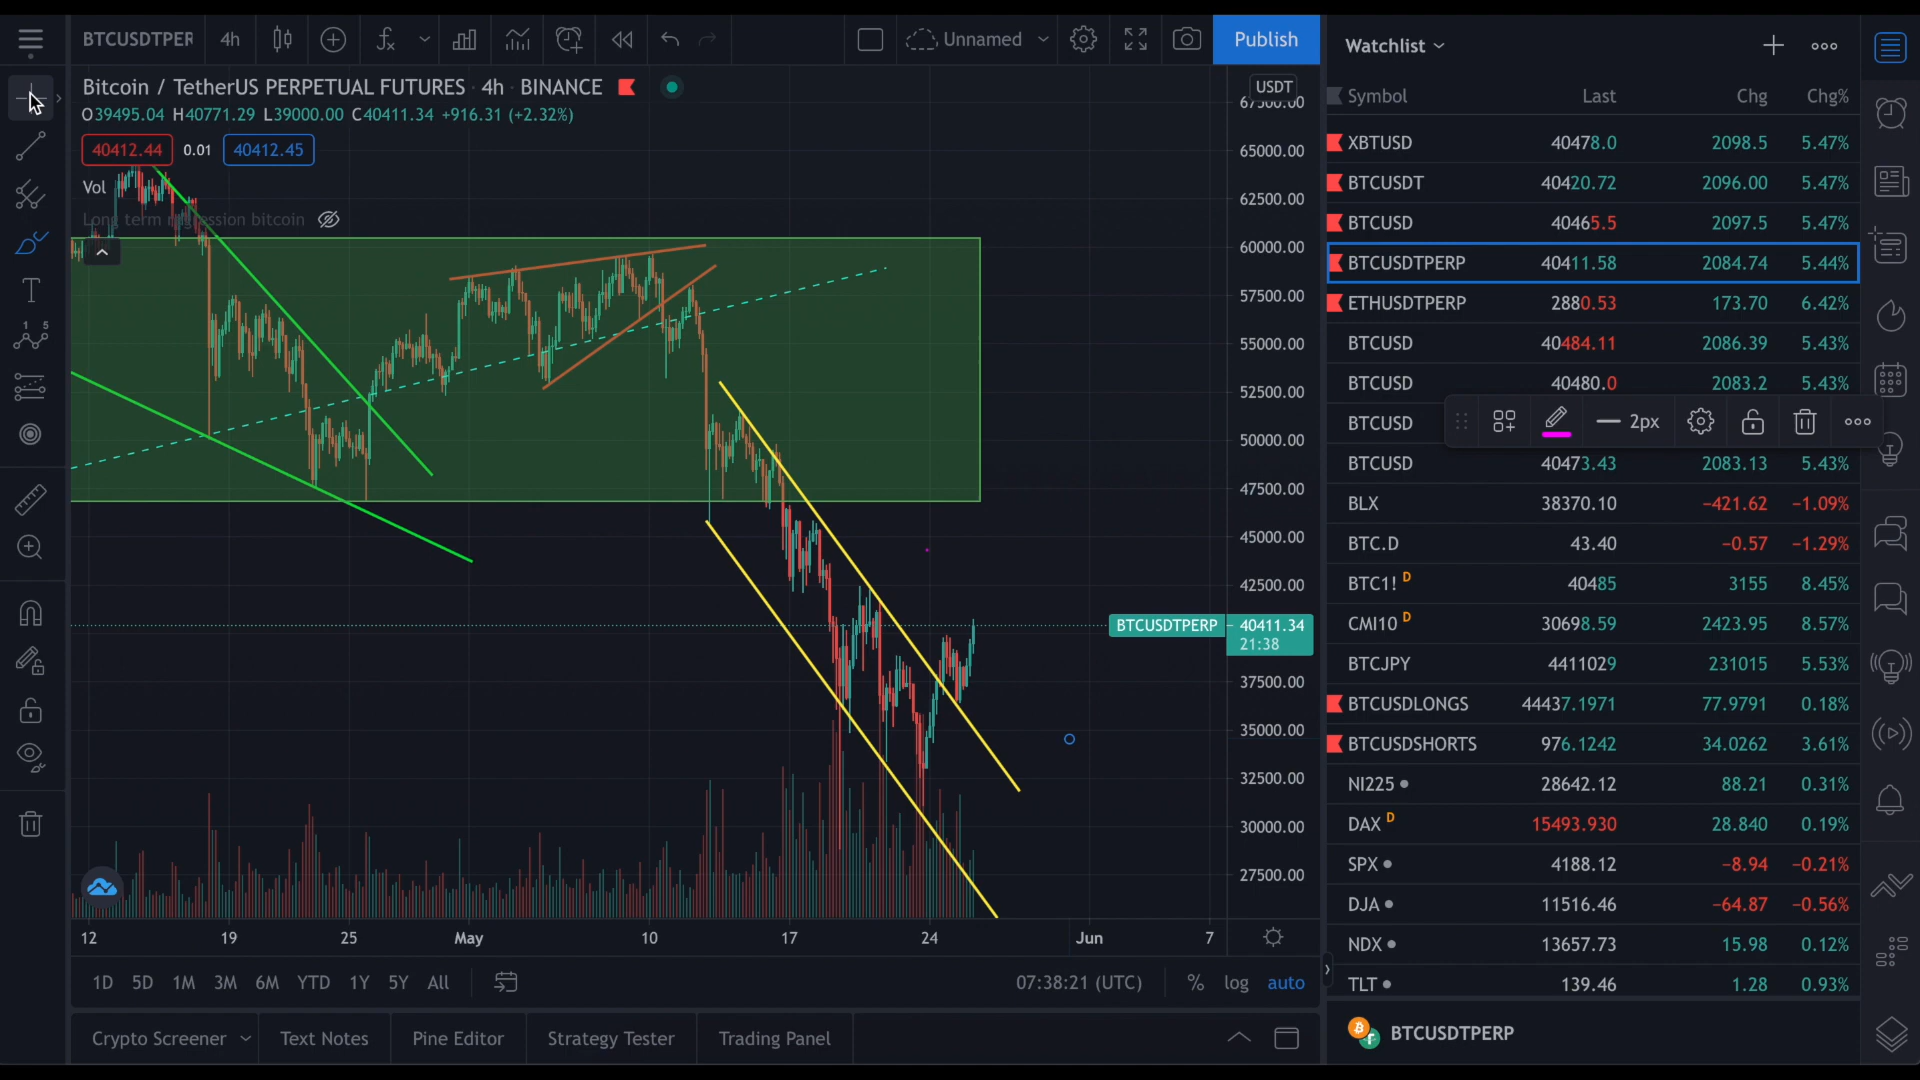 BTCUSDTPER 4h Unnamed Publish
Bitcoin / TetherUS PERPETUAL FUTURES · 4h · BINANCE
O39495.04 H40771.29 L39000.00 C40411.34 +916.31 (+2.32%)
40412.44 0.01 40412.45
Vol
Long term regression bitcoin
USDT
67500.00
65000.00
62500.00
60000.00
57500.00
55000.00
52500.00
50000.00
47500.00
45000.00
42500.00
BTCUSDTPERP 40411.34
21:38
37500.00
35000.00
32500.00
30000.00
27500.00
12 19 25 May 10 17 24 Jun 7
1D 5D 1M 3M 6M YTD 1Y 5Y All 07:38:21 (UTC) % log auto
Crypto Screener Text Notes Pine Editor Strategy Tester Trading Panel
Watchlist
Symbol Last Chg Chg%
XBTUSD 40478.0 2098.5 5.47%
BTCUSDT 40420.72 2096.00 5.47%
BTCUSD 40465.5 2097.5 5.47%
BTCUSDTPERP 40411.58 2084.74 5.44%
ETHUSDTPERP 2880.53 173.70 6.42%
BTCUSD 40484.11 2086.39 5.43%
BTCUSD 40480.0 2083.2 5.43%
BTCUSD
2px
BTCUSD 40473.43 2083.13 5.43%
BLX 38370.10 −421.62 −1.09%
BTC.D 43.40 −0.57 −1.29%
BTC1! D 40485 3155 8.45%
CMI10 D 30698.59 2423.95 8.57%
BTCJPY 4411029 231015 5.53%
BTCUSDLONGS 44437.1971 77.9791 0.18%
BTCUSDSHORTS 976.1242 34.0262 3.61%
NI225 28642.12 88.21 0.31%
DAX D 15493.930 28.840 0.19%
SPX 4188.12 −8.94 −0.21%
DJA 11516.46 −64.87 −0.56%
NDX 13657.73 15.98 0.12%
TLT 139.46 1.28 0.93%
BTCUSDTPERP